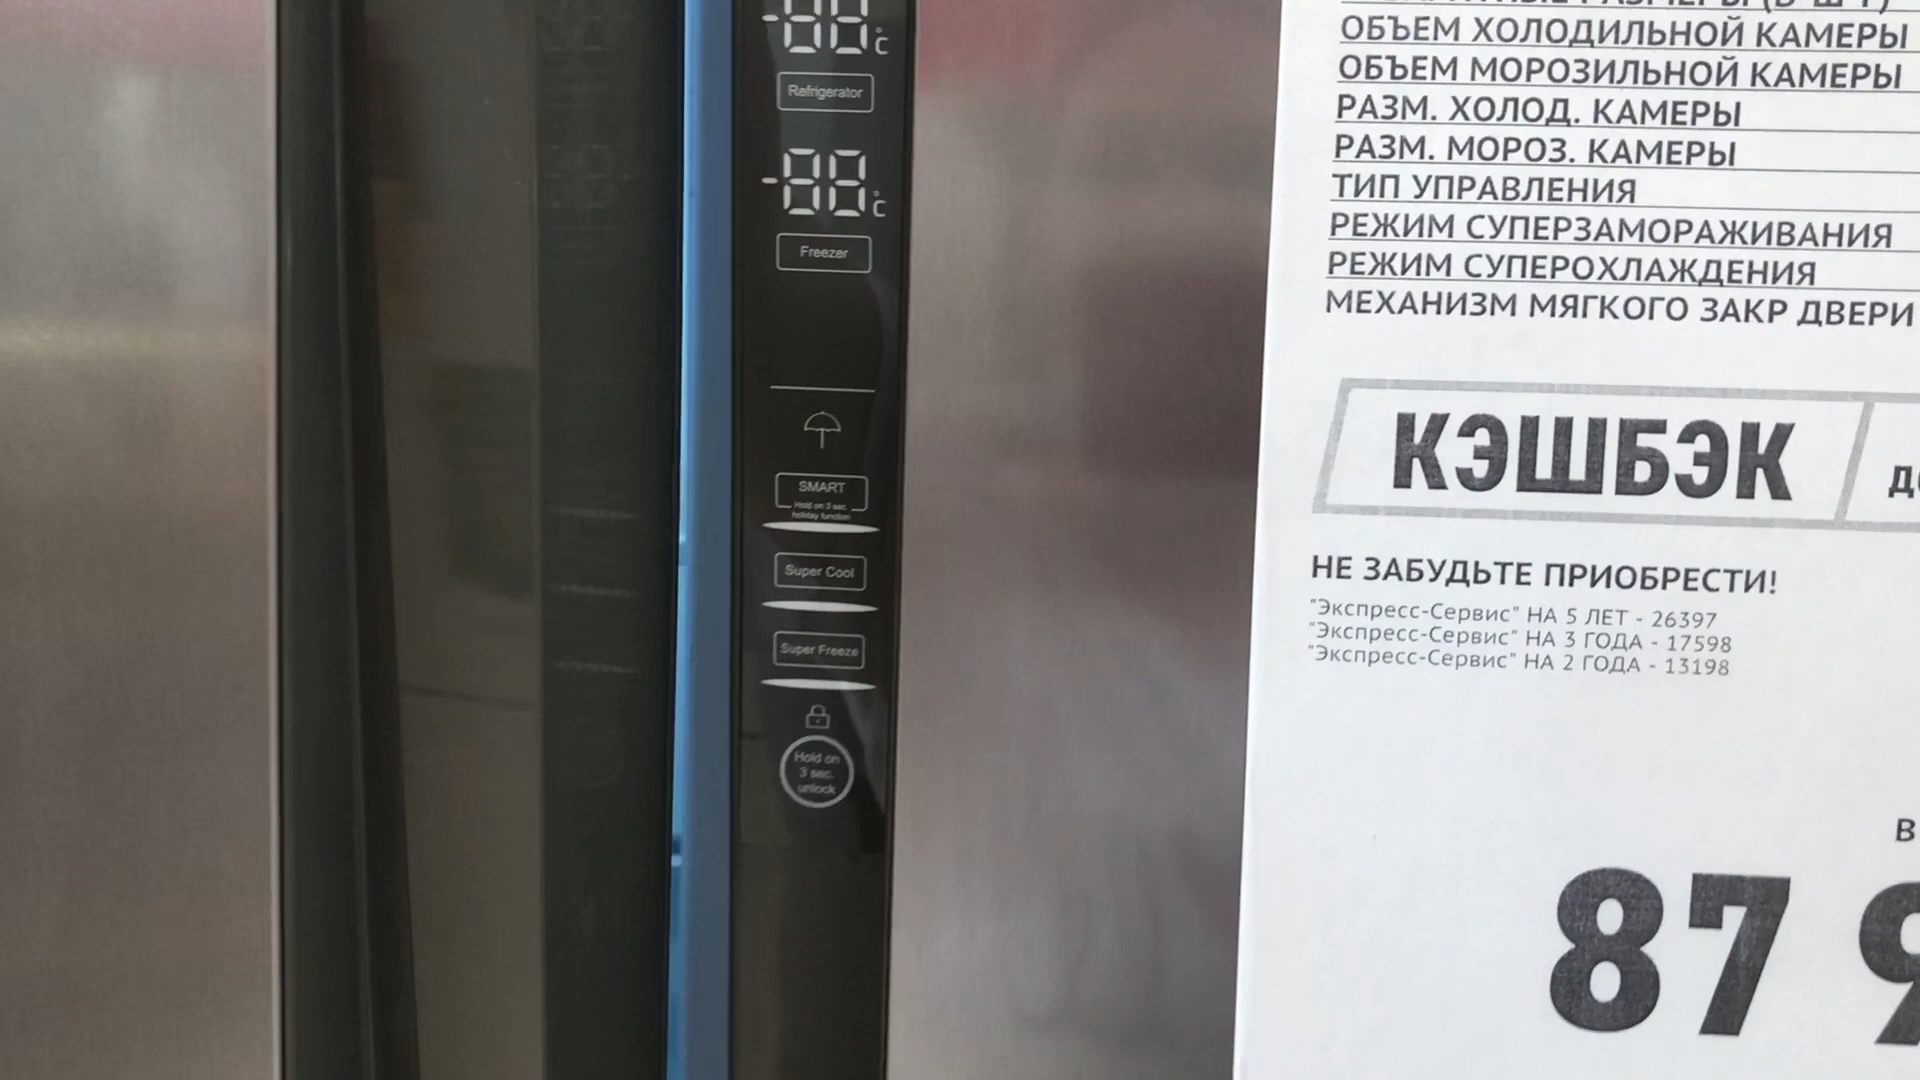 -88°C
Refrigerator
-88°C
Freezer
SMART
Hold on 3 sec.
holiday function
Super Cool
Super Freeze
Hold on
3 sec.
unlock
ОБЪЕМ ХОЛОДИЛЬНОЙ КАМЕРЫ
ОБЪЕМ МОРОЗИЛЬНОЙ КАМЕРЫ
РАЗМ. ХОЛОД. КАМЕРЫ
РАЗМ. МОРОЗ. КАМЕРЫ
ТИП УПРАВЛЕНИЯ
РЕЖИМ СУПЕРЗАМОРАЖИВАНИЯ
РЕЖИМ СУПЕРОХЛАЖДЕНИЯ
МЕХАНИЗМ МЯГКОГО ЗАКР ДВЕРИ
КЭШБЭК
НЕ ЗАБУДЬТЕ ПРИОБРЕСТИ!
"Экспресс-Сервис" НА 5 ЛЕТ - 26397
"Экспресс-Сервис" НА 3 ГОДА - 17598
"Экспресс-Сервис" НА 2 ГОДА - 13198
87 9